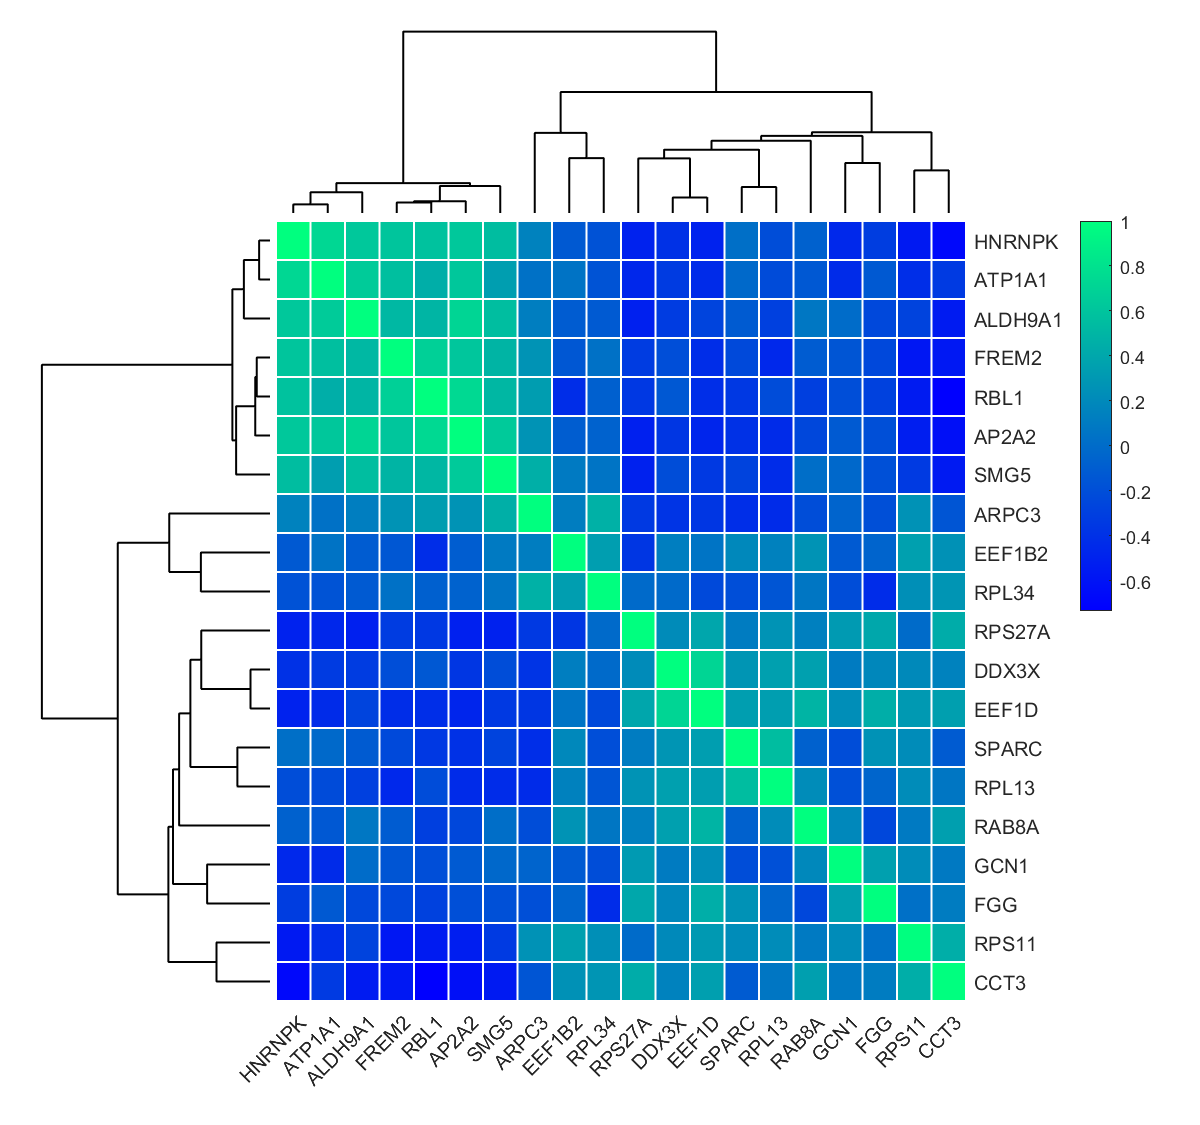 HNRNPK
ATP1A1
ALDH9A1
FREM2
RBL1
AP2A2
SMG5
ARPC3
EEF1B2
RPL34
RPS27A
DDX3X
EEF1D
SPARC
RPL13
RAB8A
GCN1
FGG
RPS11
CCT3
1
0.8
0.6
0.4
0.2
0
-0.2
-0.4
-0.6
HNRNPK
ATP1A1
ALDH9A1
FREM2
RBL1
AP2A2
SMG5
ARPC3
EEF1B2
RPL34
RPS27A
DDX3X
EEF1D
SPARC
RPL13
RAB8A
GCN1
FGG
RPS11
CCT3